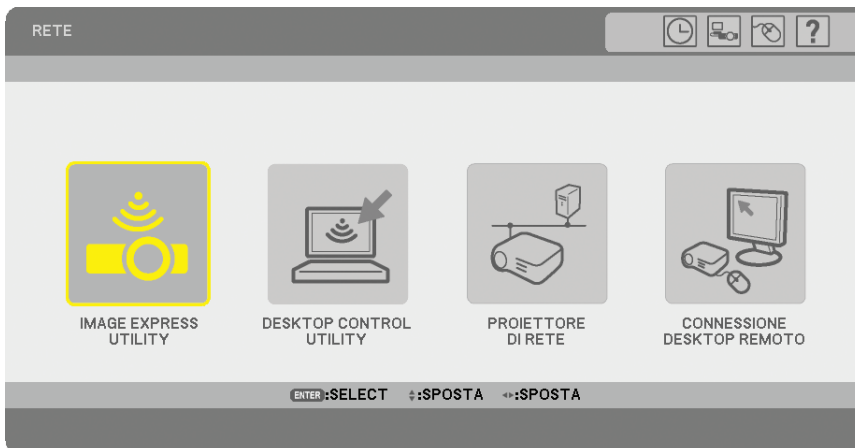 RETE
?
IMAGE EXPRESS
UTILITY
DESKTOP CONTROL
UTILITY
PROIETTORE
DI RETE
CONNESSIONE
DESKTOP REMOTO
ENTER:SELECT :SPOSTA :SPOSTA